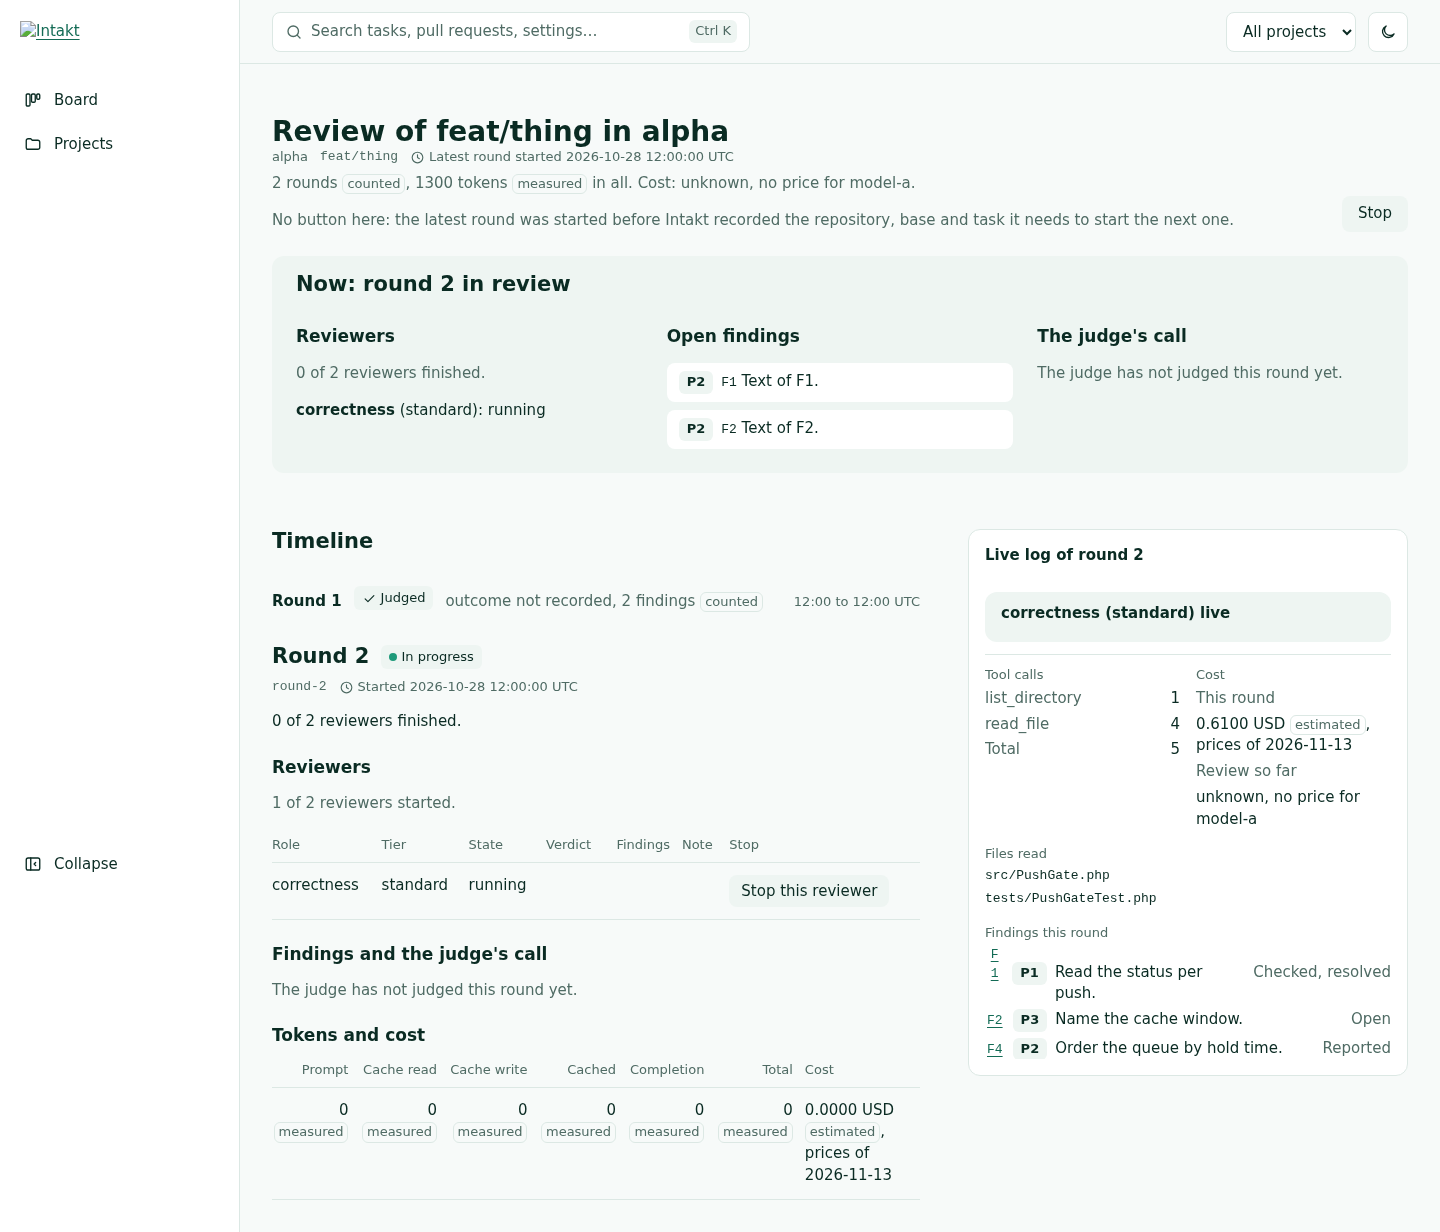 Intakt
Search tasks, pull requests, settings...
Ctrl K
All projects
Board
Projects
Collapse
Review of feat/thing in alpha
alpha feat/thing Latest round started 2026-10-28 12:00:00 UTC
2 rounds counted, 1300 tokens measured in all. Cost: unknown, no price for model-a.
No button here: the latest round was started before Intakt recorded the repository, base and task it needs to start the next one.
Stop
Now: round 2 in review
Reviewers
0 of 2 reviewers finished.
correctness (standard): running
Open findings
P2 F1 Text of F1.
P2 F2 Text of F2.
The judge's call
The judge has not judged this round yet.
Timeline
Round 1 Judged outcome not recorded, 2 findings counted 12:00 to 12:00 UTC
Round 2 In progress
round-2 Started 2026-10-28 12:00:00 UTC
0 of 2 reviewers finished.
Reviewers
1 of 2 reviewers started.
Role Tier State Verdict Findings Note Stop
correctness standard running Stop this reviewer
Findings and the judge's call
The judge has not judged this round yet.
Tokens and cost
Prompt Cache read Cache write Cached Completion Total Cost
0 0 0 0 0 0 0.0000 USD
measured measured measured measured measured measured estimated,
prices of
2026-11-13
Live log of round 2
correctness (standard) live
Tool calls
list_directory 1
read_file 4
Total 5
Cost
This round
0.6100 USD estimated,
prices of 2026-11-13
Review so far
unknown, no price for
model-a
Files read
src/PushGate.php
tests/PushGateTest.php
Findings this round
F
1 P1 Read the status per Checked, resolved
push.
F2 P3 Name the cache window. Open
F4 P2 Order the queue by hold time. Reported